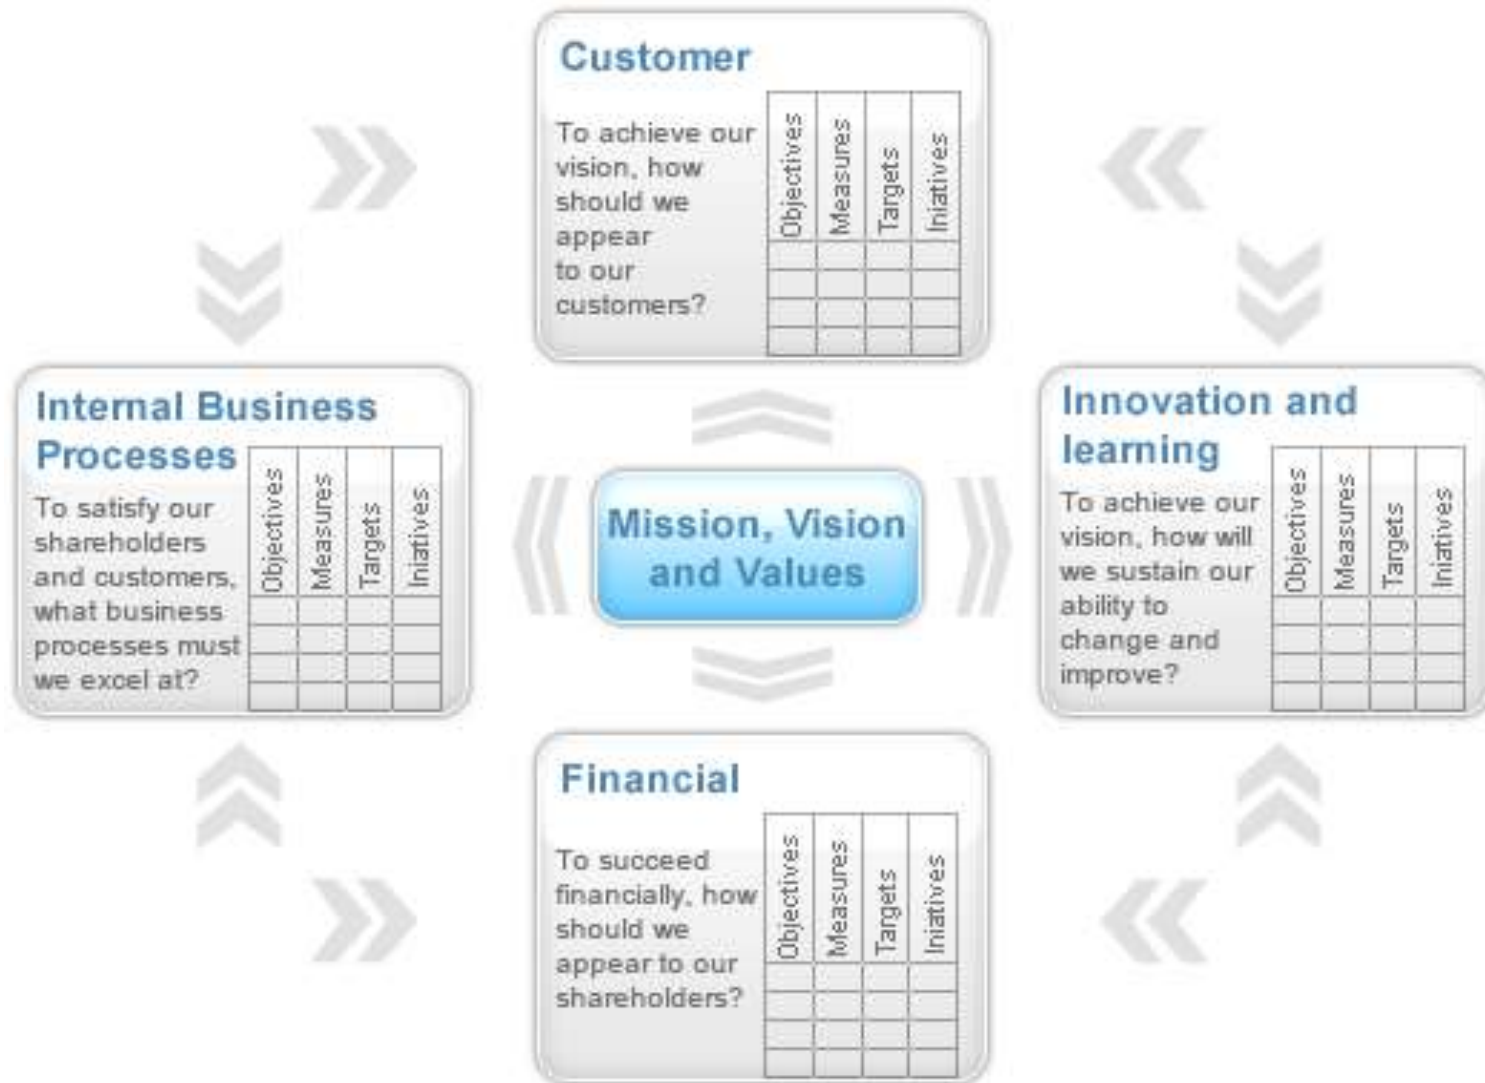 Customer
To achieve our
vision, how
should we
appear
to our
customers?
Objectives
Measures
Targets
Iniatives
Internal Business
Processes
To satisfy our
shareholders
and customers,
what business
processes must
we excel at?
Objectives
Measures
Targets
Iniatives
Mission, Vision
and Values
Innovation and
learning
To achieve our
vision, how will
we sustain our
ability to
change and
improve?
Objectives
Measures
Targets
Iniatives
Financial
To succeed
financially, how
should we
appear to our
shareholders?
Objectives
Measures
Targets
Iniatives